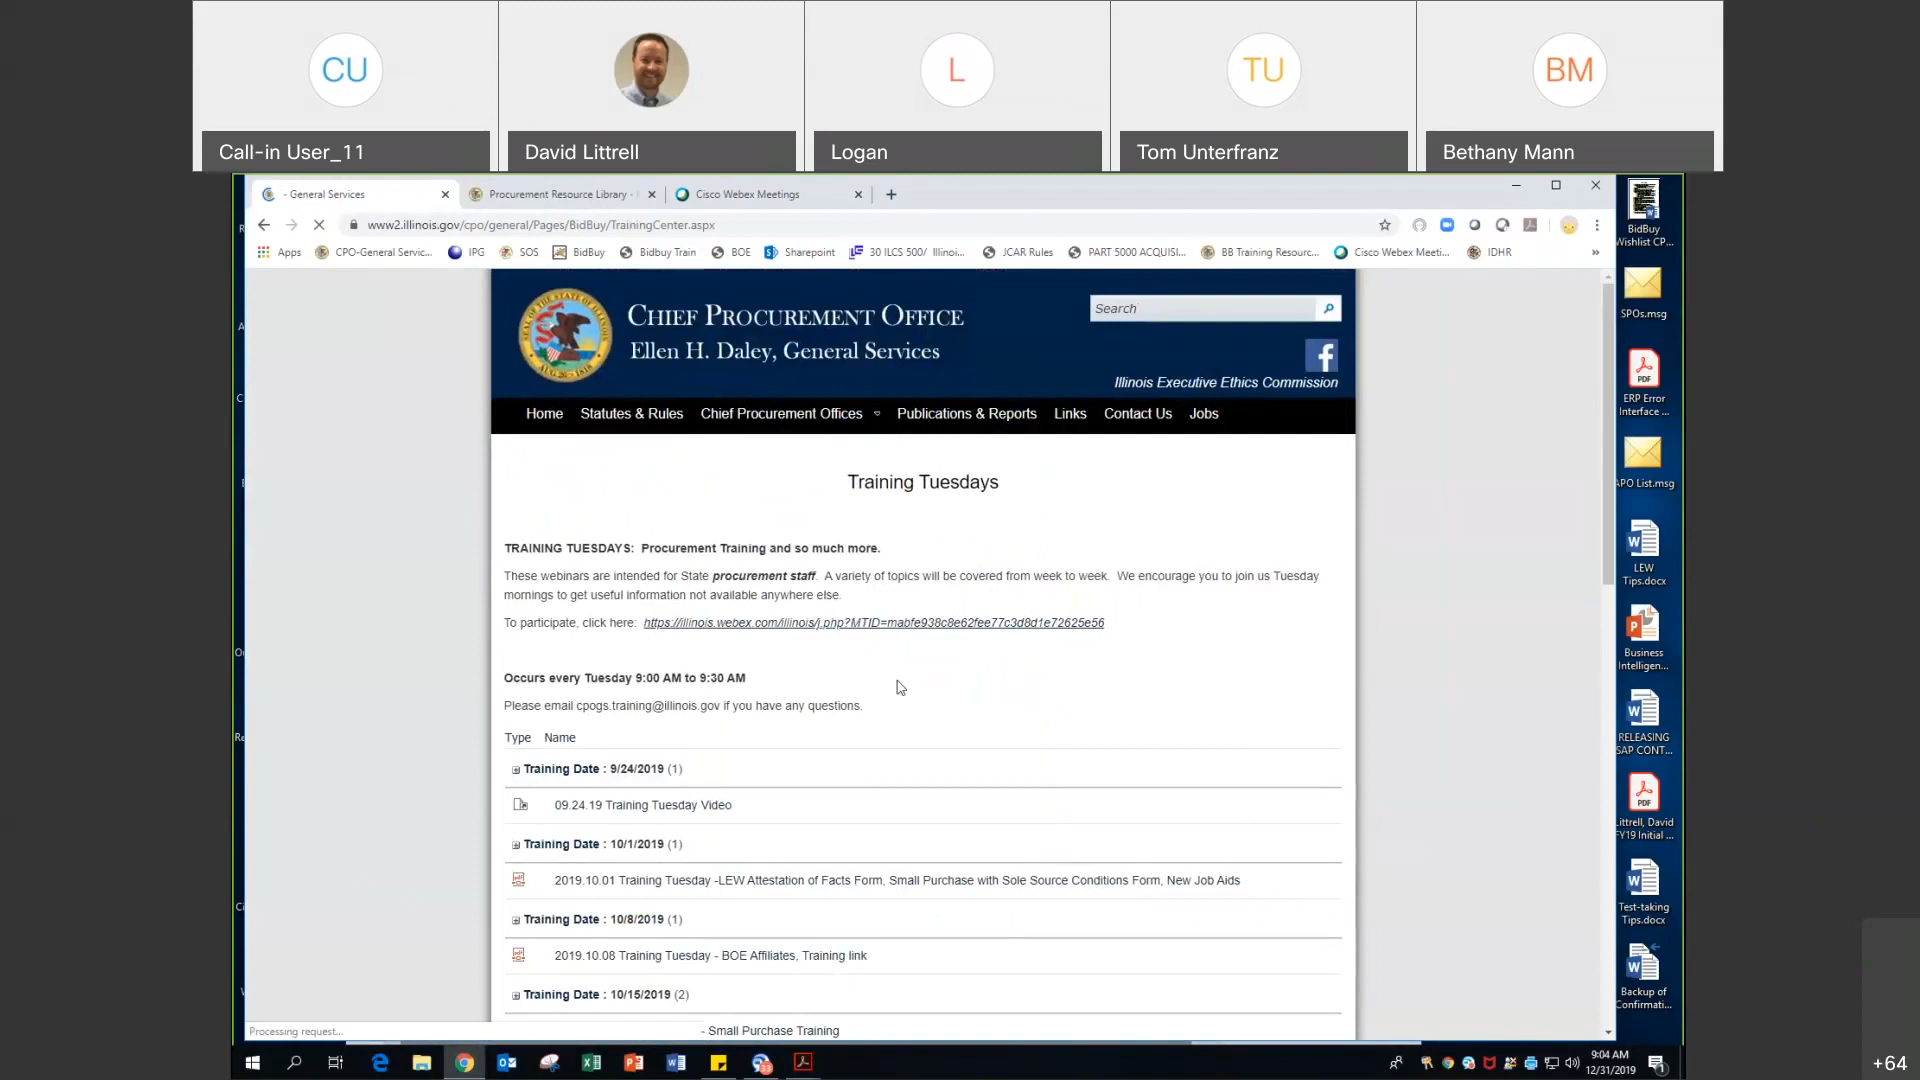 CU
L
TU
BM
Call-in User_11
David Littrell
Logan
Tom Unterfranz
Bethany Mann
- General Services
Procurement Resource Library -
Cisco Webex Meetings
www2.illinois.gov/cpo/general/Pages/BidBuy/TrainingCenter.aspx
Apps
CPO-General Servic...
IPG
SOS
BidBuy
Bidbuy Train
BOE
Sharepoint
30 ILCS 500/ Illinoi...
JCAR Rules
PART 5000 ACQUISI...
BB Training Resourc...
Cisco Webex Meeti...
IDHR
CHIEF PROCUREMENT OFFICE
Ellen H. Daley, General Services
Search
Illinois Executive Ethics Commission
Home
Statutes & Rules
Chief Procurement Offices
Publications & Reports
Links
Contact Us
Jobs
Training Tuesdays
TRAINING TUESDAYS: Procurement Training and so much more.
These webinars are intended for State procurement staff. A variety of topics will be covered from week to week. We encourage you to join us Tuesday
mornings to get useful information not available anywhere else.
To participate, click here: https://illinois.webex.com/illinois/j.php?MTID=mabfe938c8e62fee77c3d8d1e72625e56
Occurs every Tuesday 9:00 AM to 9:30 AM
Please email cpogs.training@illinois.gov if you have any questions.
Type Name
Training Date : 9/24/2019 (1)
09.24.19 Training Tuesday Video
Training Date : 10/1/2019 (1)
2019.10.01 Training Tuesday -LEW Attestation of Facts Form, Small Purchase with Sole Source Conditions Form, New Job Aids
Training Date : 10/8/2019 (1)
2019.10.08 Training Tuesday - BOE Affiliates, Training link
Training Date : 10/15/2019 (2)
- Small Purchase Training
Processing request...
BidBuy
Wishlist CP...
SPOs.msg
PDF
ERP Error
Interface ...
APO List.msg
LEW
Tips.docx
Business
Intelligen...
RELEASING
SAP CONT...
PDF
Littrell, David
FY19 Initial ...
Test-taking
Tips.docx
Backup of
Confirmati...
9:04 AM
12/31/2019
+64